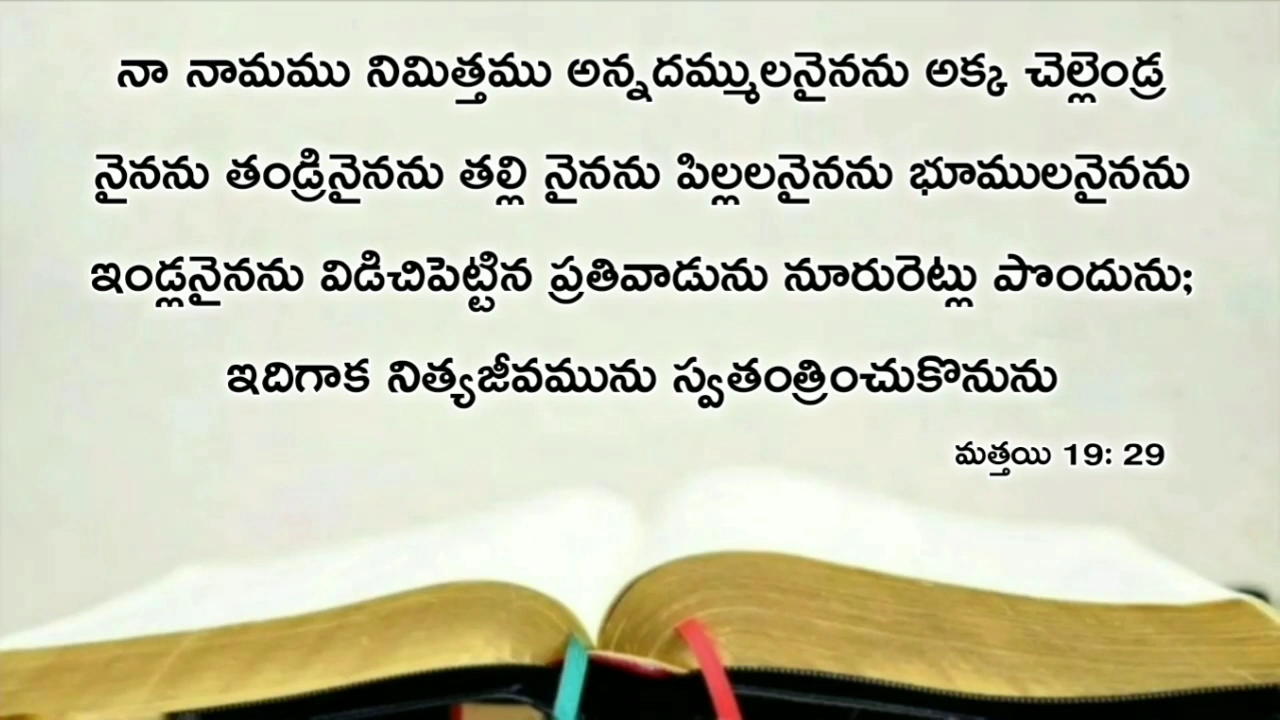 నా నామము నిమిత్తము అన్నదమ్ములనైనను అక్క చెల్లెండ్ర
నైనను తండ్రినైనను తల్లి నైనను పిల్లలనైనను భూములనైనను
ఇండ్లనైనను విడిచిపెట్టిన ప్రతివాడును నూరురెట్లు పొందును;
ఇదిగాక నిత్యజీవమును స్వతంత్రించుకొనును
మత్తయి 19: 29